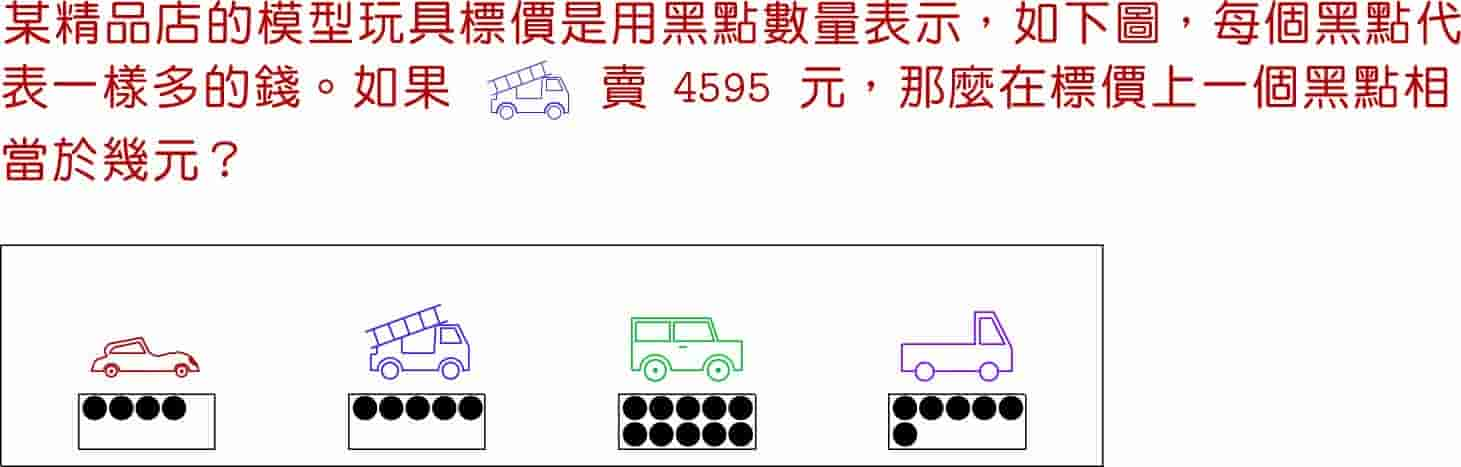 某精品店的模型玩具標價是用黑點數量表示，如下圖，每個黑點代
表一樣多的錢。如果 賣 4595 元，那麼在標價上一個黑點相
當於幾元？